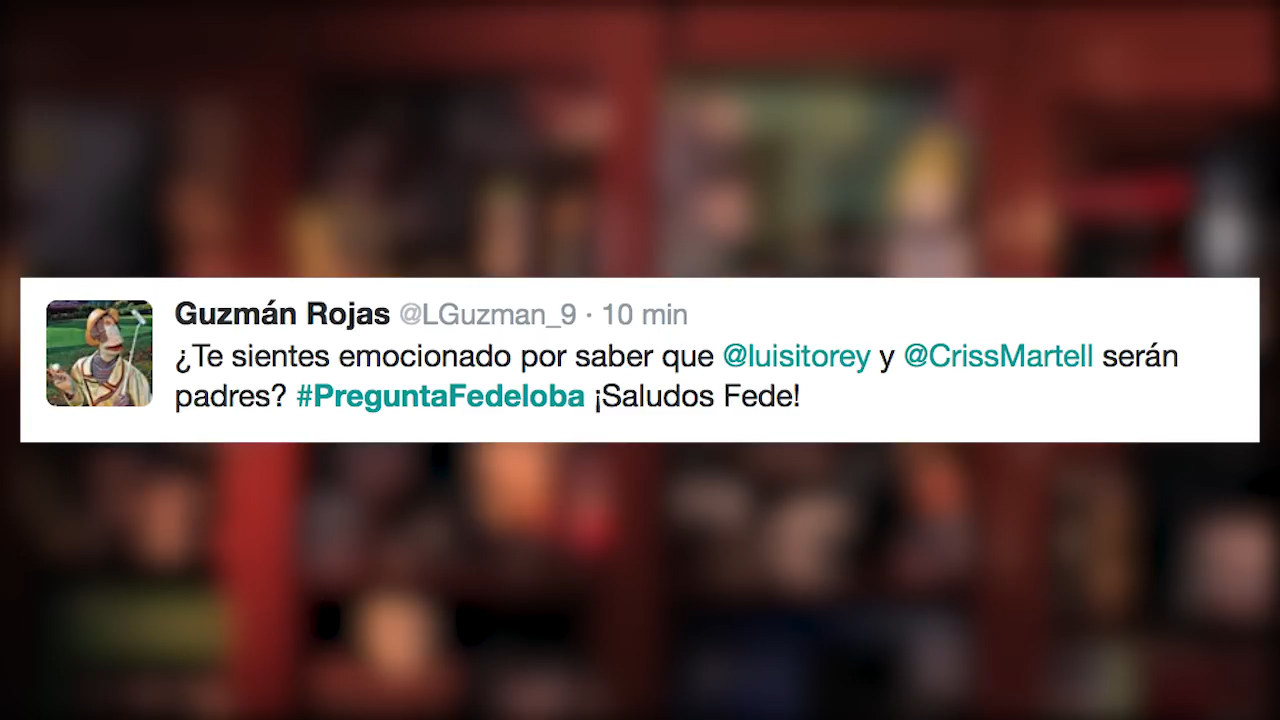 Guzmán Rojas @LGuzman_9 · 10 min
¿Te sientes emocionado por saber que @luisitorey y @CrissMartell serán
padres? #PreguntaFedeloba ¡Saludos Fede!